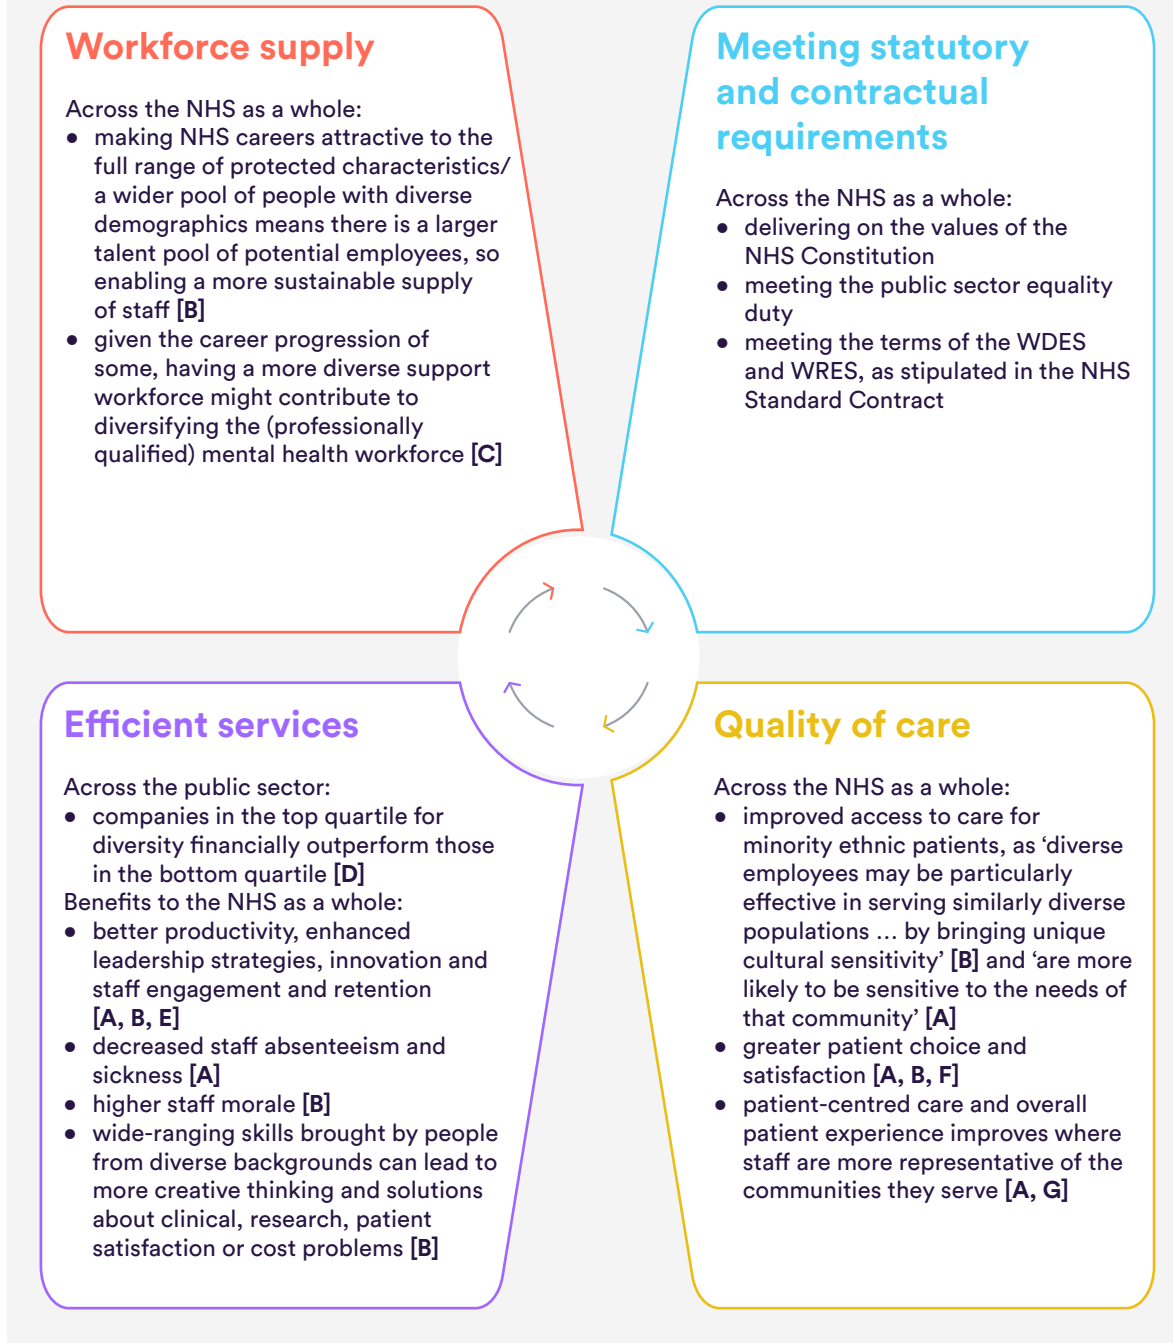 Workforce supply
Across the NHS as a whole:
● making NHS careers attractive to the
full range of protected characteristics/
a wider pool of people with diverse
demographics means there is a larger
talent pool of potential employees, so
enabling a more sustainable supply
of staff [B]
● given the career progression of
some, having a more diverse support
workforce might contribute to
diversifying the (professionally
qualified) mental health workforce [C]
Meeting statutory
and contractual
requirements
Across the NHS as a whole:
● delivering on the values of the
NHS Constitution
● meeting the public sector equality
duty
● meeting the terms of the WDES
and WRES, as stipulated in the NHS
Standard Contract
Efficient services
Across the public sector:
● companies in the top quartile for
diversity financially outperform those
in the bottom quartile [D]
Benefits to the NHS as a whole:
● better productivity, enhanced
leadership strategies, innovation and
staff engagement and retention
[A, B, E]
● decreased staff absenteeism and
sickness [A]
● higher staff morale [B]
● wide-ranging skills brought by people
from diverse backgrounds can lead to
more creative thinking and solutions
about clinical, research, patient
satisfaction or cost problems [B]
Quality of care
Across the NHS as a whole:
● improved access to care for
minority ethnic patients, as ‘diverse
employees may be particularly
effective in serving similarly diverse
populations … by bringing unique
cultural sensitivity’ [B] and ‘are more
likely to be sensitive to the needs of
that community’ [A]
● greater patient choice and
satisfaction [A, B, F]
● patient-centred care and overall
patient experience improves where
staff are more representative of the
communities they serve [A, G]